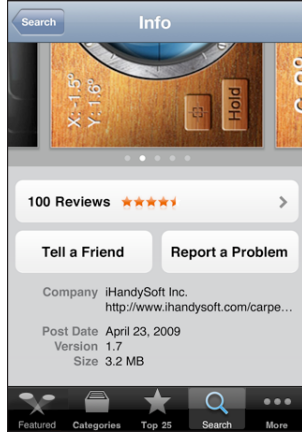 Search
Info
X:-1.5°
Y: 1.6°
Hold
100 Reviews
Tell a Friend
Report a Problem
Company iHandySoft Inc.
http://www.ihandysoft.com/carpe...
Post Date April 23, 2009
Version 1.7
Size 3.2 MB
Featured Categories Top 25 Search More